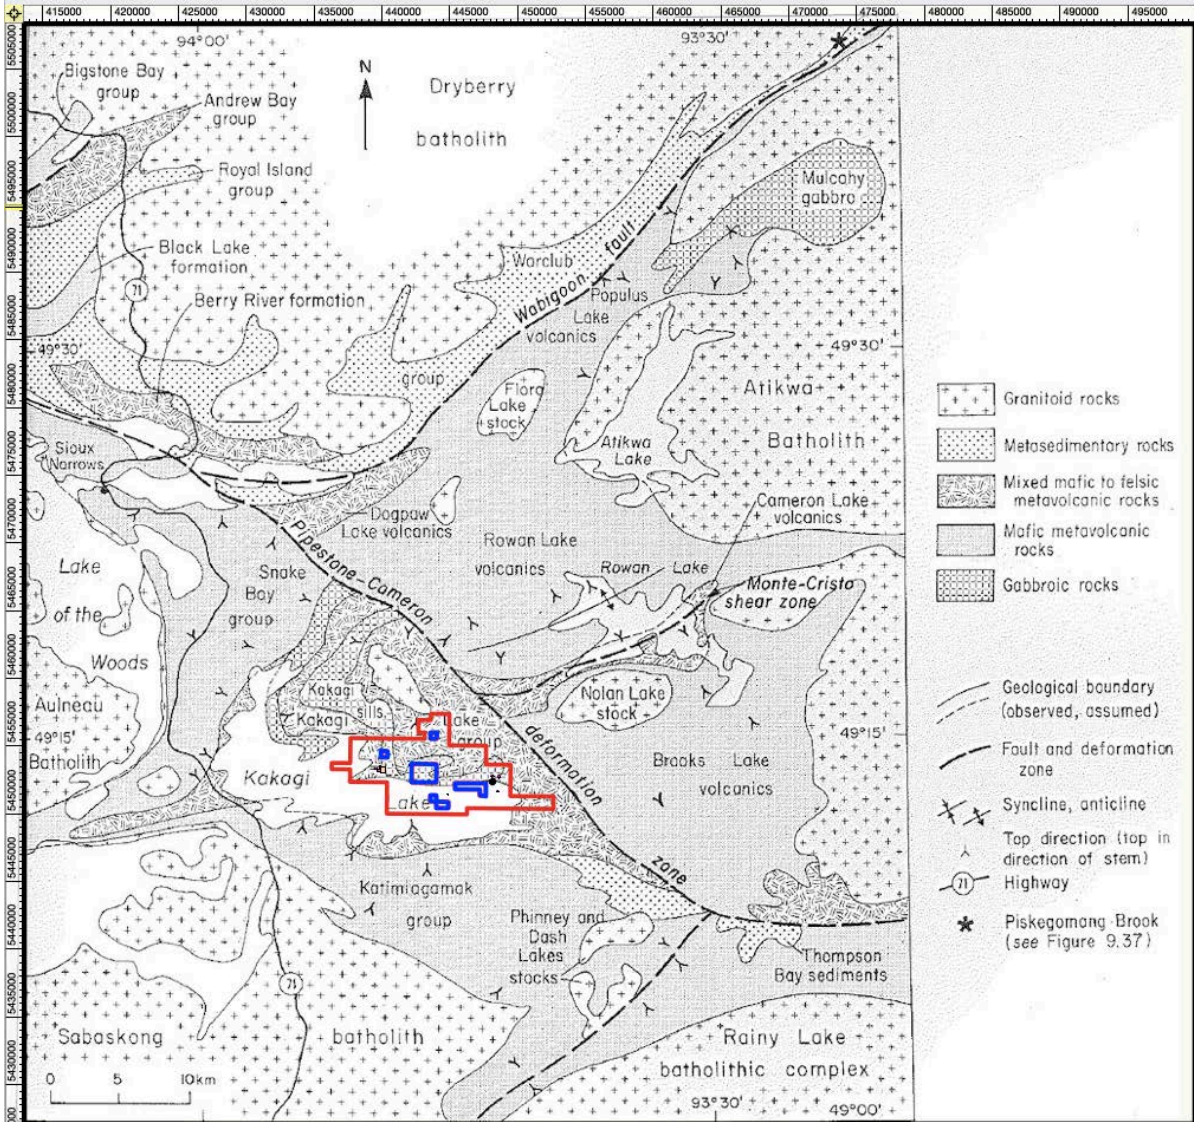 415000 420000 425000 430000 435000 440000 445000 450000 455000 460000 465000 470000 475000 480000 485000 490000 495000
5505000
5500000
5495000
5490000
5485000
5480000
5475000
5470000
5465000
5460000
5455000
5450000
5445000
5440000
5435000
5430000
94°00'
93°30'
N
Dryberry
batholith
Bigstone Bay
group
Andrew Bay
group
Royal Island
group
Black Lake
formation
71
Berry River formation
Mulcahy
gabbro
Warclub
Wabigoon fault
Populus
Lake
volcanics
49°30'
49°30'
group
Flora
Lake
stock
Atikwa
Batholith
Atikwa
Lake
Sioux
Narrows
Dogpaw
Lake volcanics
Cameron Lake
volcanics
Rowan Lake
volcanics
Rowan Lake
Monte-Cristo
shear zone
Pipestone-Cameron
deformation
zone
Lake
of the
Woods
Snake
Bay
group
Aulneau
49°15'
Batholith
Kakagi
sills
Kakagi
Lake
group
Nolan Lake
stock
49°15'
Brooks Lake
volcanics
Kakagi
Lake
Katimiagamak
group
Phinney and
Dash
Lakes
stocks
Thompson
Bay sediments
71
Sabaskong
batholith
Rainy Lake
batholithic complex
0 5 10km
93°30'
49°00'
Granitoid rocks
Metasedimentary rocks
Mixed mafic to felsic
metavolcanic rocks
Mafic metavolcanic
rocks
Gabbroic rocks
Geological boundary
(observed, assumed)
Fault and deformation
zone
Syncline, anticline
Top direction (top in
direction of stem)
71
Highway
Piskegomang Brook
(see Figure 9.37)